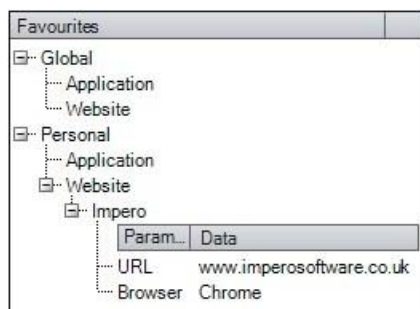 Favourites
Global
Application
Website
Personal
Application
Website
Impero
Param... Data
URL www.imperosoftware.co.uk
Browser Chrome